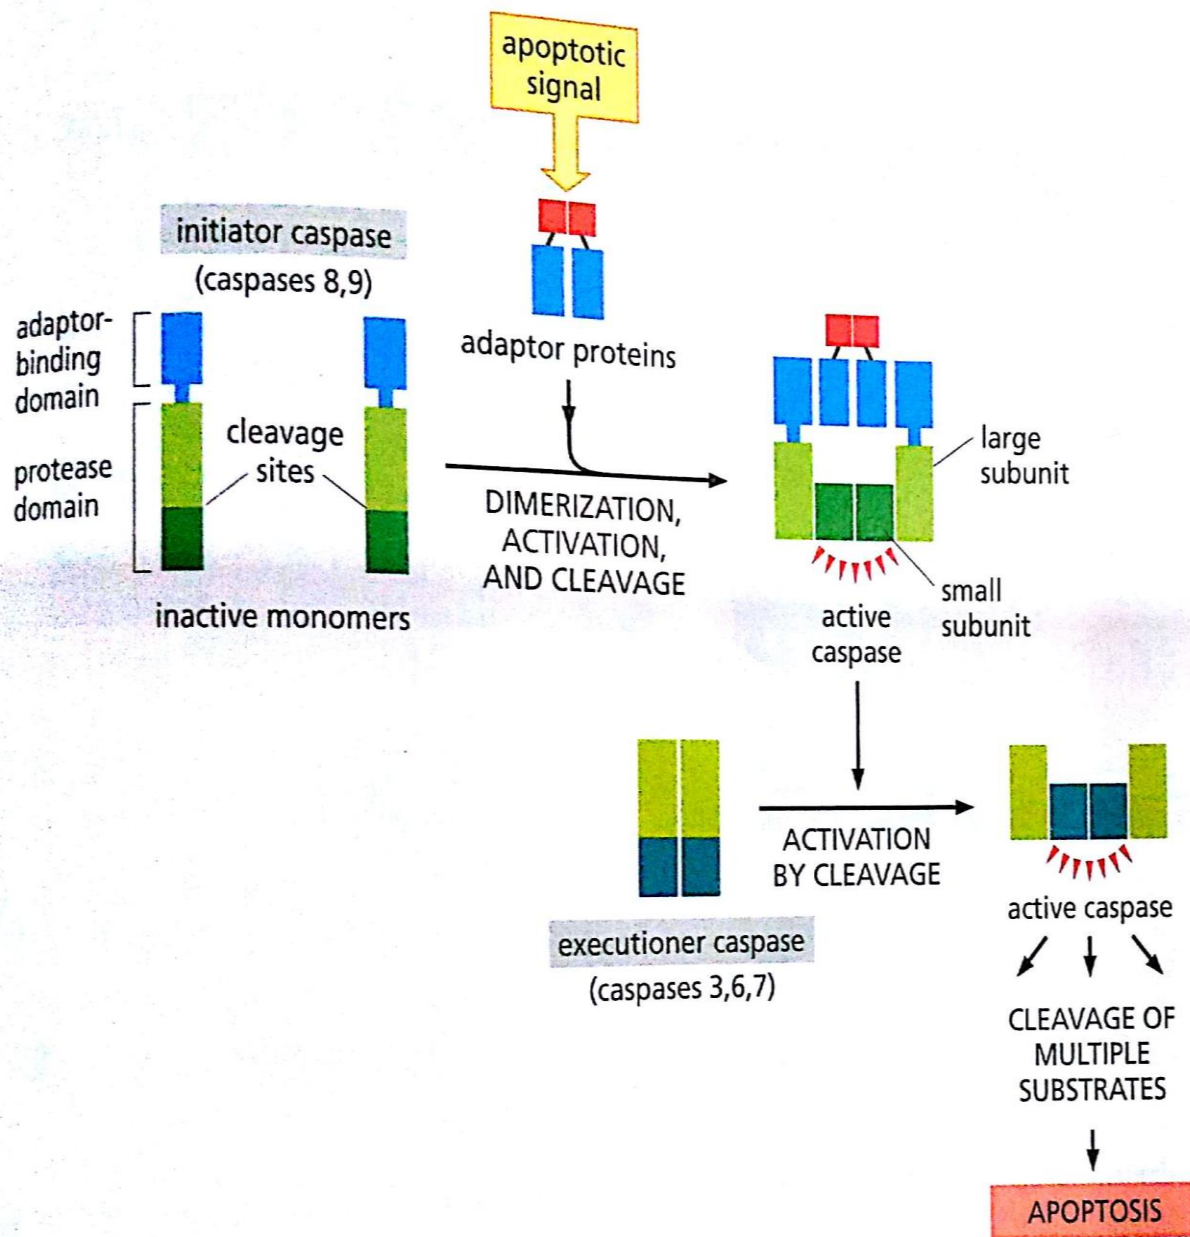 apoptotic
signal
initiator caspase
(caspases 8,9)
adaptor-
binding
domain
protease
domain
cleavage
sites
inactive monomers
adaptor proteins
DIMERIZATION,
ACTIVATION,
AND CLEAVAGE
large
subunit
small
subunit
active
caspase
executioner caspase
(caspases 3,6,7)
ACTIVATION
BY CLEAVAGE
active caspase
CLEAVAGE OF
MULTIPLE
SUBSTRATES
APOPTOSIS